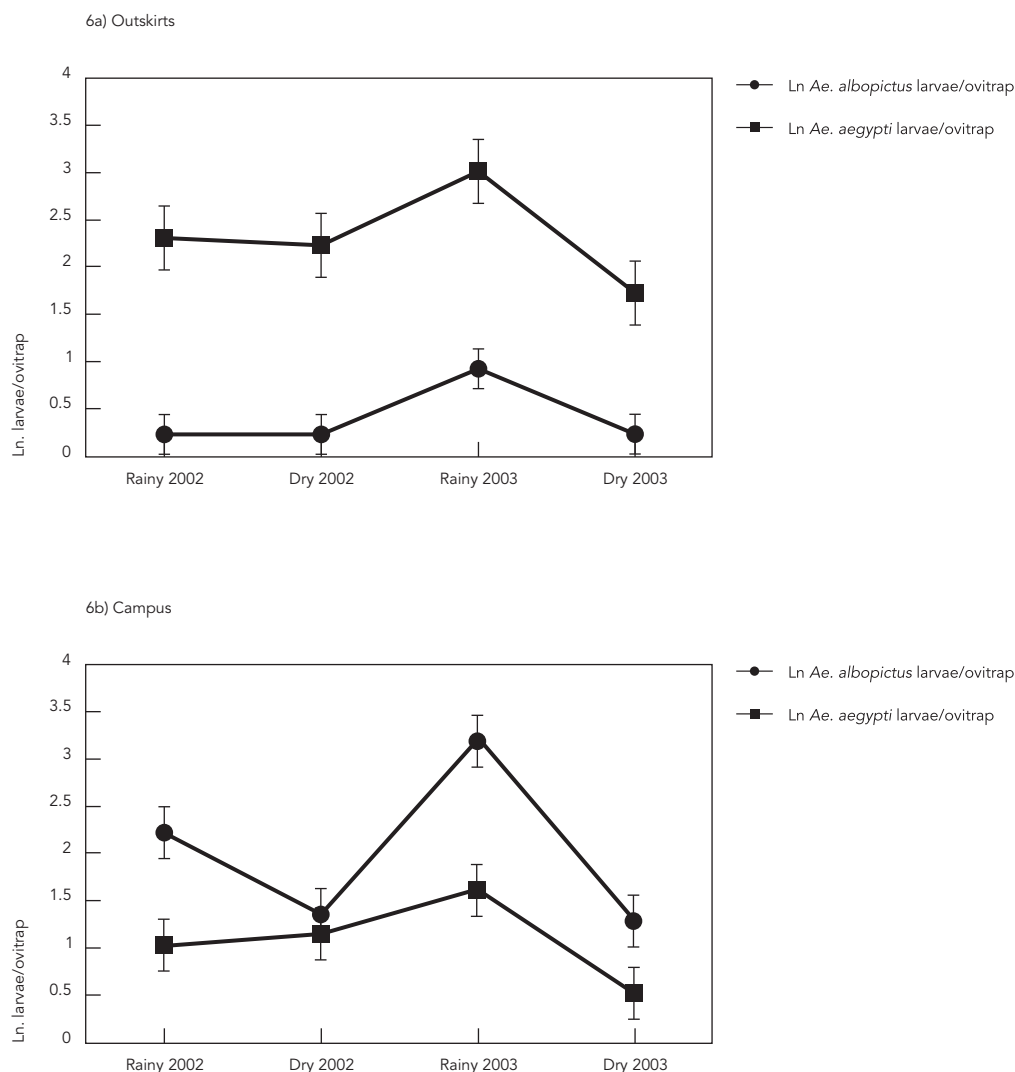 6a) Outskirts
4
3.5
3
2.5
2
1.5
1
0.5
0
Ln. larvae/ovitrap
Rainy 2002
Dry 2002
Rainy 2003
Dry 2003
Ln Ae. albopictus larvae/ovitrap
Ln Ae. aegypti larvae/ovitrap
6b) Campus
4
3.5
3
2.5
2
1.5
1
0.5
0
Ln. larvae/ovitrap
Rainy 2002
Dry 2002
Rainy 2003
Dry 2003
Ln Ae. albopictus larvae/ovitrap
Ln Ae. aegypti larvae/ovitrap